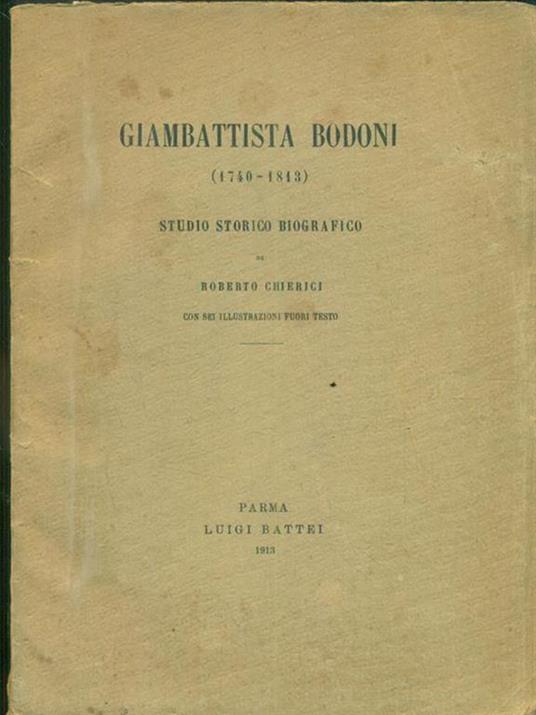 GIAMBATTISTA BODONI
(1740-1813)
STUDIO STORICO BIOGRAFICO
DI
ROBERTO CHIERICI
CON SEI ILLUSTRAZIONI FUORI TESTO
PARMA
LUIGI BATTEI
1913